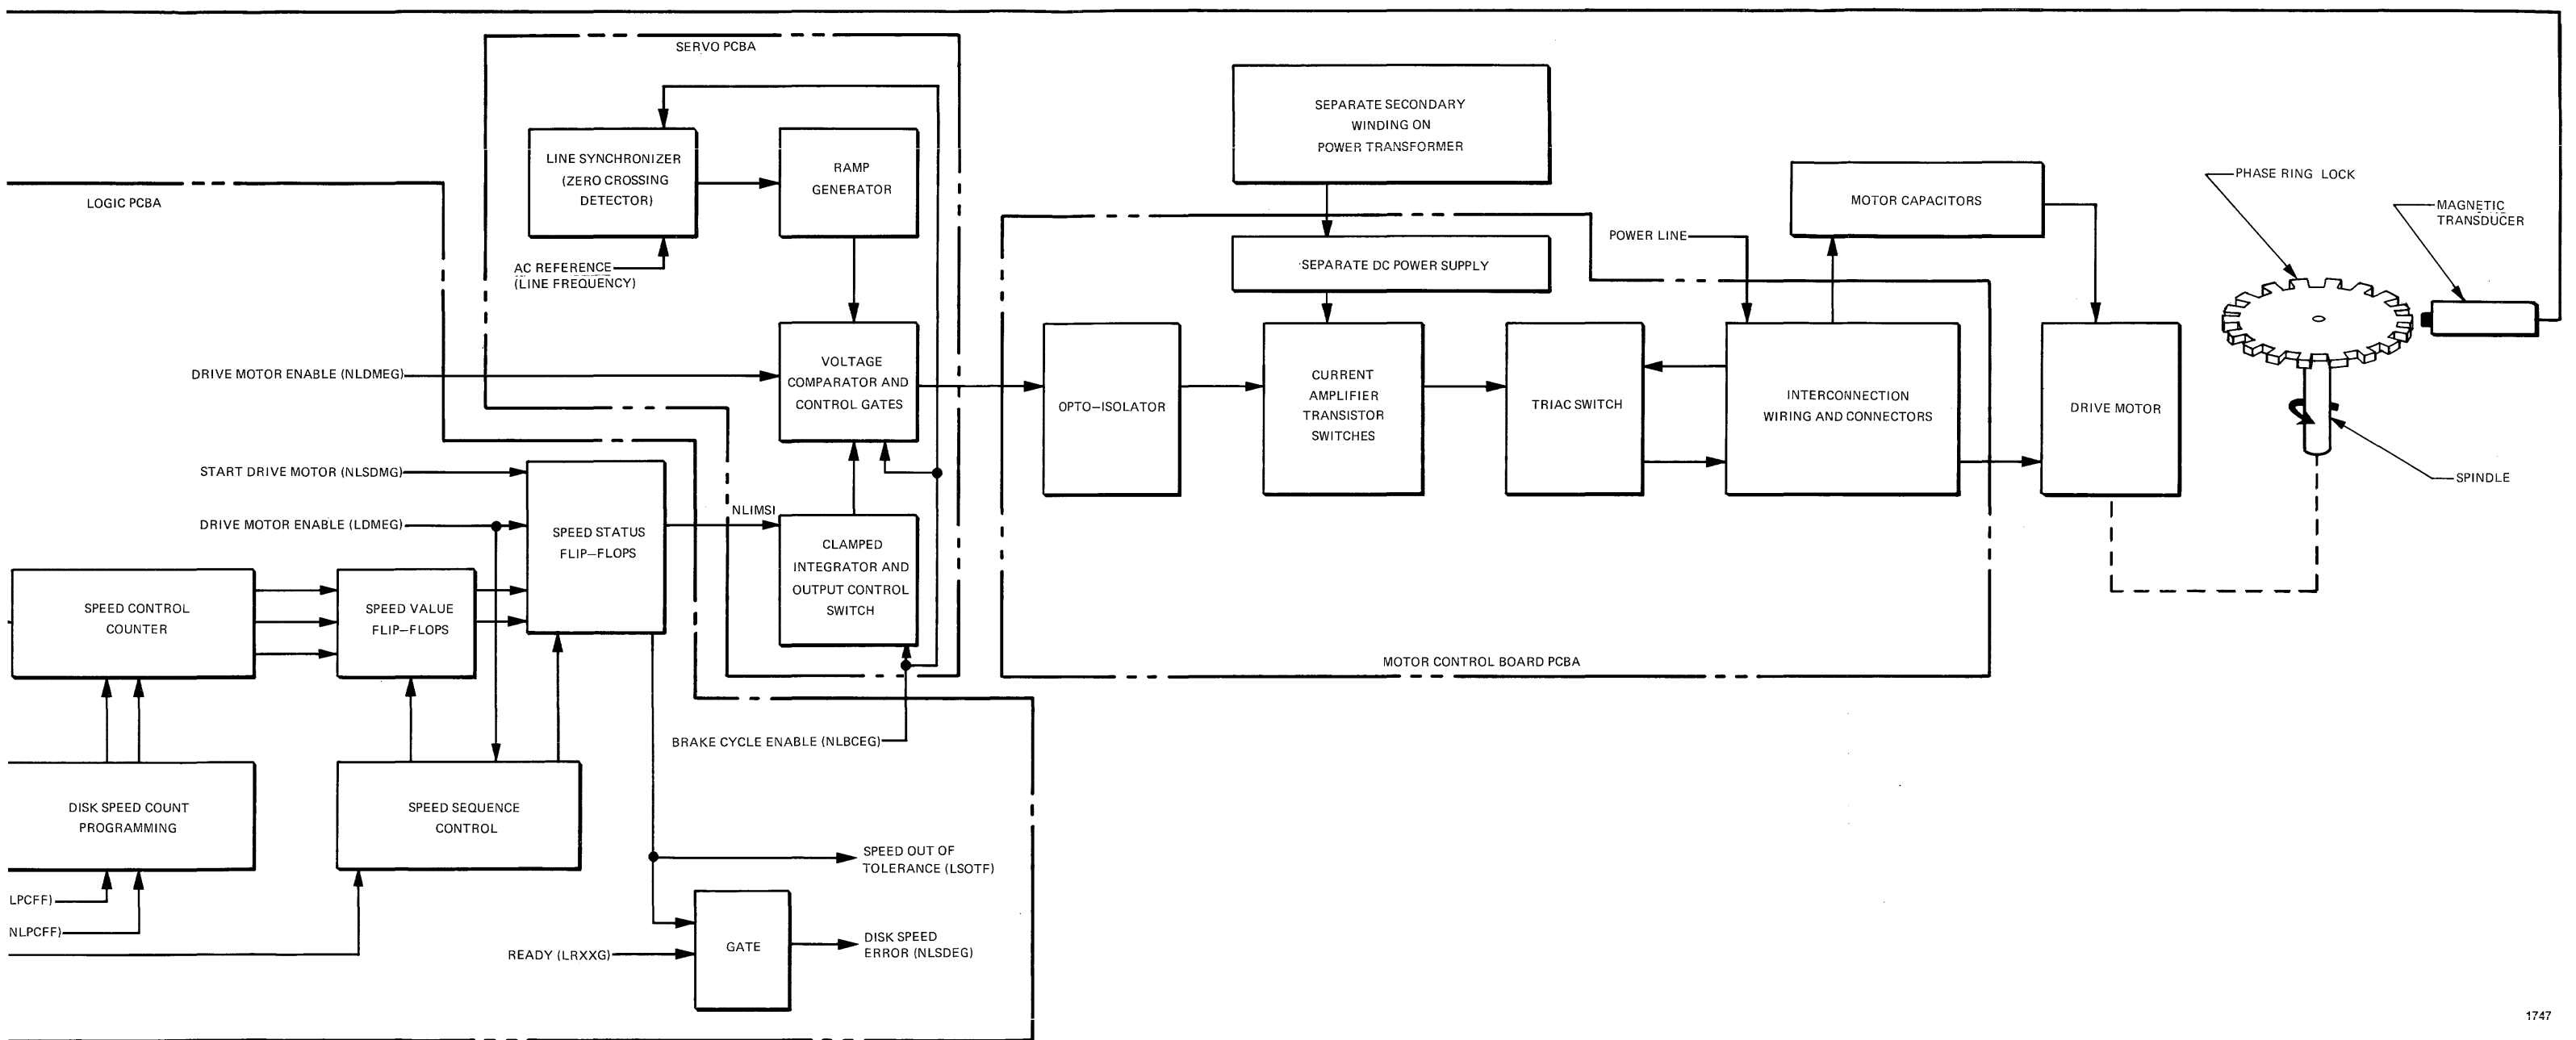 SERVO PCBA
LOGIC PCBA
LINE SYNCHRONIZER
(ZERO CROSSING
DETECTOR)
RAMP
GENERATOR
AC REFERENCE
(LINE FREQUENCY)
SEPARATE SECONDARY
WINDING ON
POWER TRANSFORMER
SEPARATE DC POWER SUPPLY
POWER LINE
MOTOR CAPACITORS
PHASE RING LOCK
MAGNETIC
TRANSDUCER
DRIVE MOTOR ENABLE (NLDMEG)
VOLTAGE
COMPARATOR AND
CONTROL GATES
OPTO-ISOLATOR
CURRENT
AMPLIFIER
TRANSISTOR
SWITCHES
TRIAC SWITCH
INTERCONNECTION
WIRING AND CONNECTORS
DRIVE MOTOR
SPINDLE
START DRIVE MOTOR (NLSDMG)
DRIVE MOTOR ENABLE (LDMEG)
SPEED STATUS
FLIP-FLOPS
NLIMSI
CLAMPED
INTEGRATOR AND
OUTPUT CONTROL
SWITCH
SPEED CONTROL
COUNTER
SPEED VALUE
FLIP-FLOPS
MOTOR CONTROL BOARD PCBA
BRAKE CYCLE ENABLE (NLBCEG)
DISK SPEED COUNT
PROGRAMMING
SPEED SEQUENCE
CONTROL
SPEED OUT OF
TOLERANCE (LSOTF)
LPCFF)
NLPCFF)
READY (LRXXG)
GATE
DISK SPEED
ERROR (NLSDEG)
1747